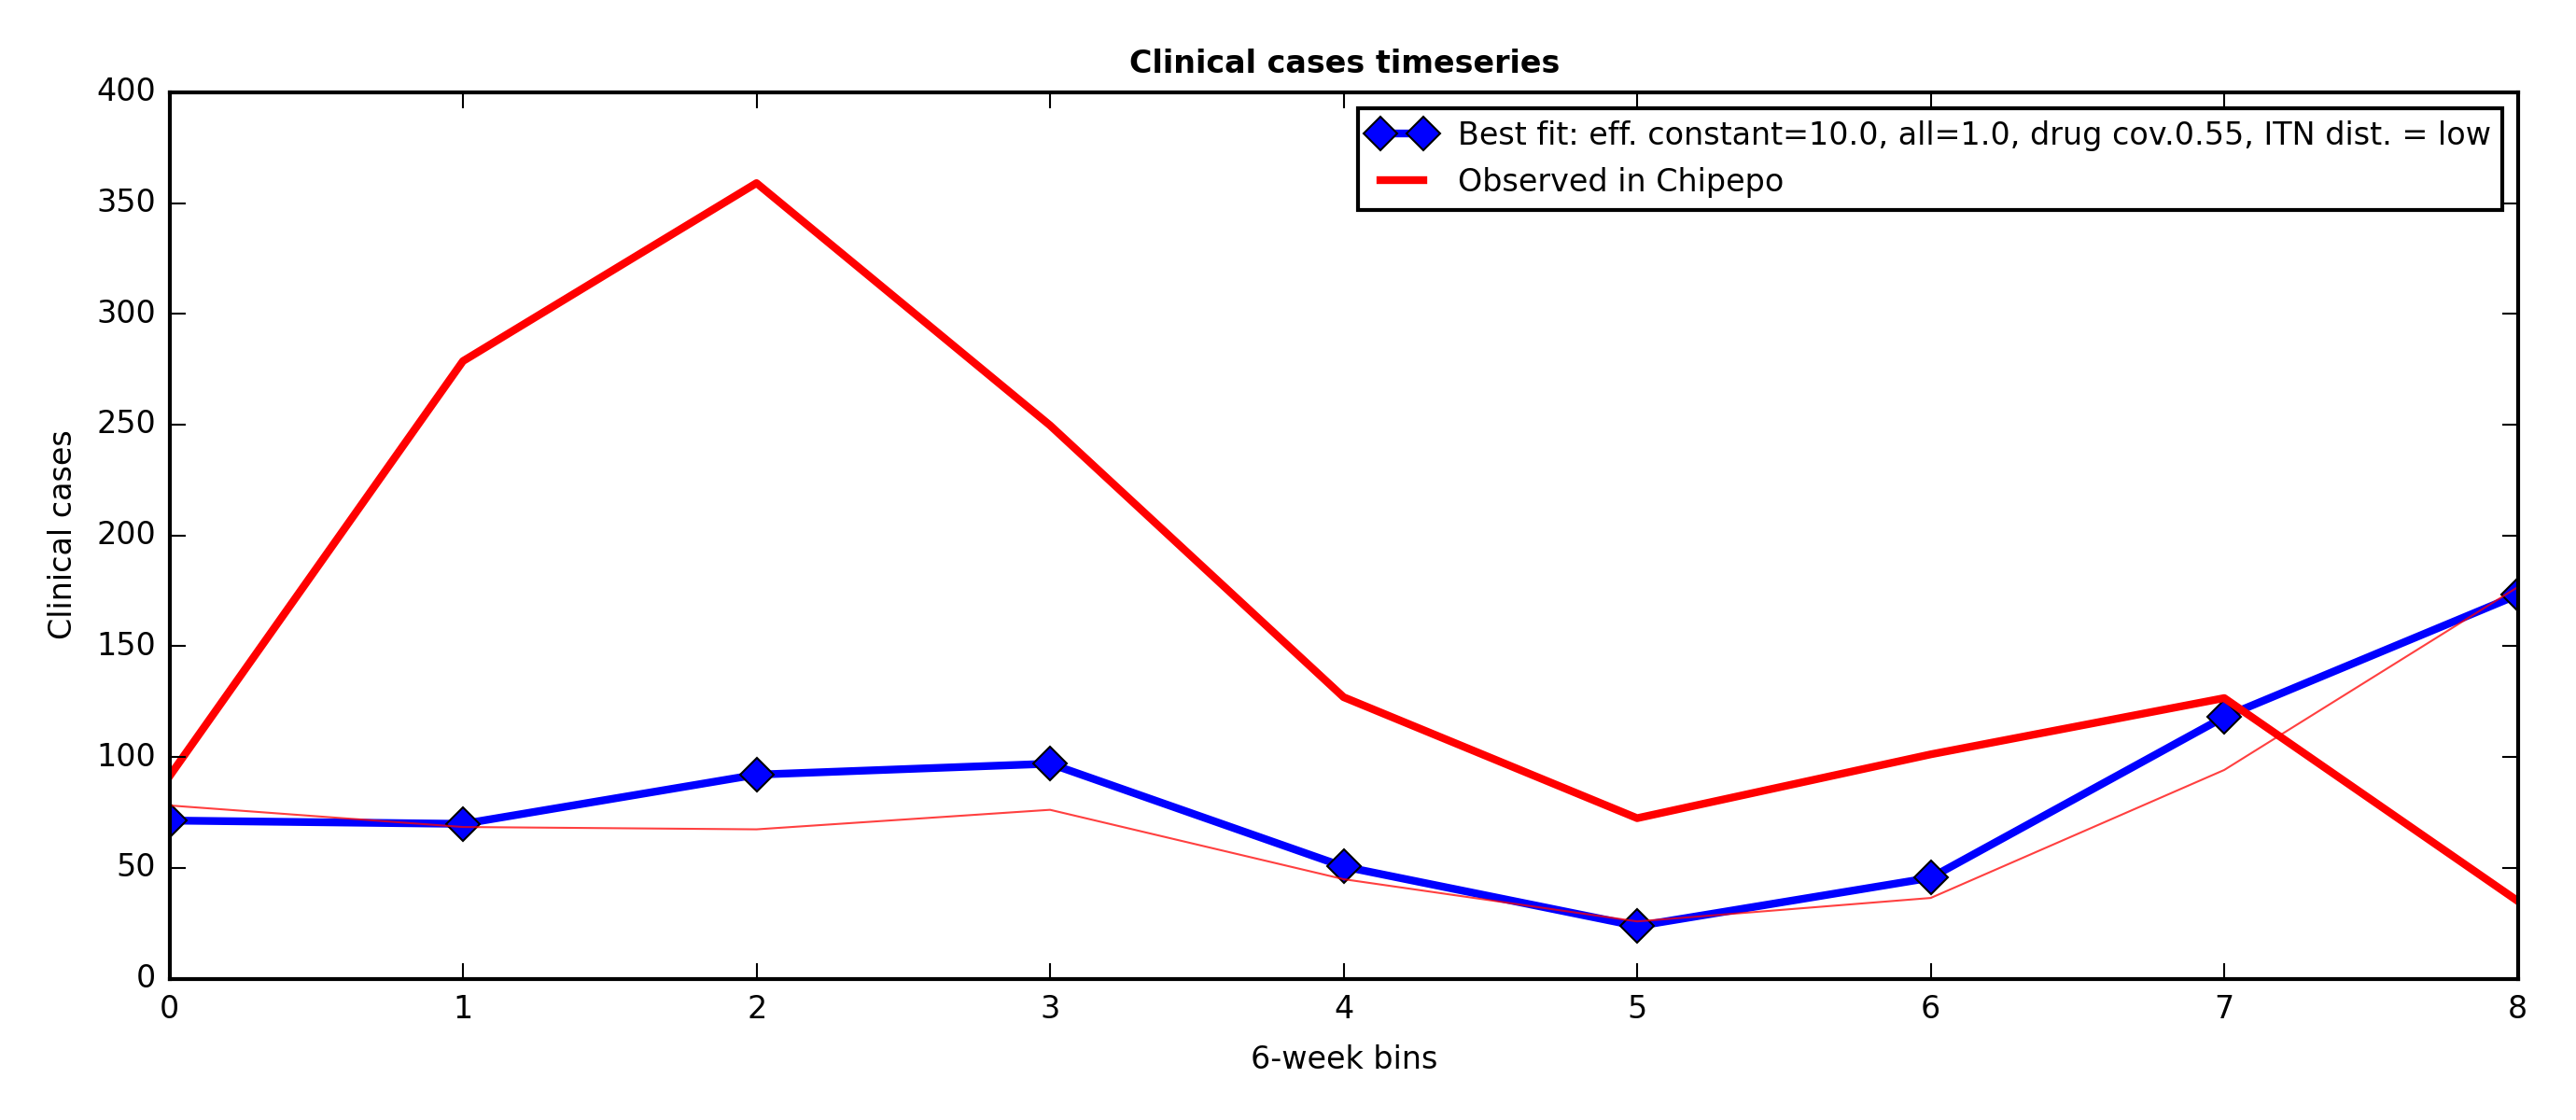 Clinical cases timeseries
Best fit: eff. constant=10.0, all=1.0, drug cov.0.55, ITN dist. = low
Observed in Chipepo
400
350
300
250
200
150
100
50
0
Clinical cases
0 1 2 3 4 5 6 7 8
6-week bins